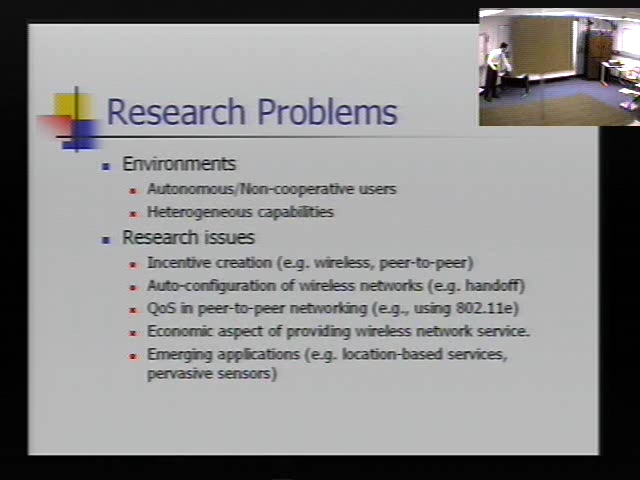 Research Problems
Environments
Autonomous/Non-cooperative users
Heterogeneous capabilities
Research issues
Incentive creation (e.g. wireless, peer-to-peer)
Auto-configuration of wireless networks (e.g. handoff)
QoS in peer-to-peer networking (e.g., using 802.11e)
Economic aspect of providing wireless network service.
Emerging applications (e.g. location-based services,
pervasive sensors)